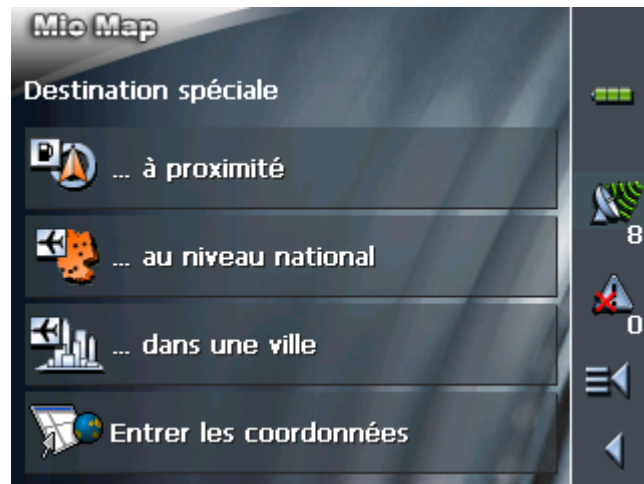 Mio Map
Destination spéciale
... à proximité
... au niveau national
8
... dans une ville
0
Entrer les coordonnées